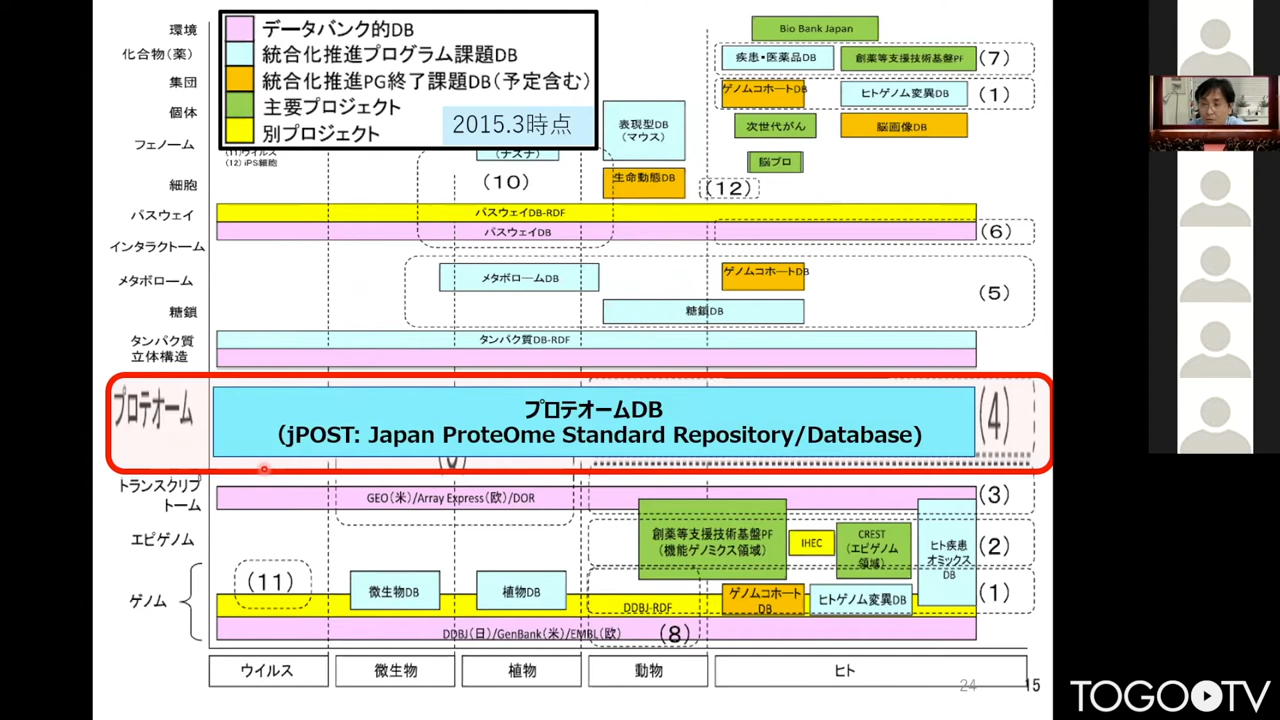 データバンク的DB
統合化推進プログラム課題DB
統合化推進PG終了課題DB(予定含む)
主要プロジェクト
別プロジェクト
2015.3時点
環境
化合物(薬)
集団
個体
フェノーム
細胞
パスウェイ
インタラクトーム
メタボローム
糖鎖
タンパク質
立体構造
プロテオーム
トランスクリプ
トーム
エピゲノム
ゲノム
Bio Bank Japan
疾患・医薬品DB
創薬等支援技術基盤PF
(7)
ゲノムコホートDB
ヒトゲノム変異DB
(1)
表現型DB
(マウス)
次世代がん
脳画像DB
(12) iPS細胞
(ナスナ)
脳プロ
(10)
生命動態DB
(12)
パスウェイDB-RDF
パスウェイDB
(6)
メタボロームDB
ゲノムコホートDB
(5)
糖鎖DB
タンパク質DB-RDF
プロテオームDB
(jPOST: Japan ProteOme Standard Repository/Database)
(4)
GEO(米)/Array Express(欧)/DOR
(3)
創薬等支援技術基盤PF
(機能ゲノミクス領域)
IHEC
CREST
(エピゲノム
領域)
ヒト疾患
オミックス
DB
(2)
(11)
微生物DB
植物DB
DDBJ-RDF
ゲノムコホート
DB
ヒトゲノム変異DB
(1)
DDBJ(日)/GenBank(米)/EMBL(欧)
(8)
ウイルス
微生物
植物
動物
ヒト
24
15
TOGOTV